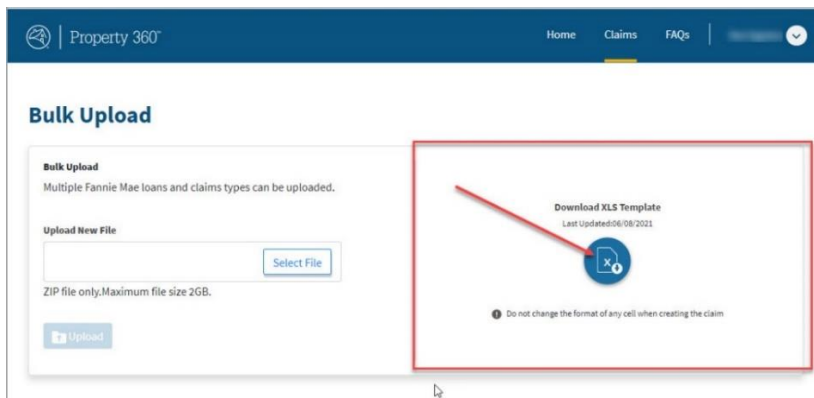 Property 360™
Home Claims FAQs
Bulk Upload
Bulk Upload
Multiple Fannie Mae loans and claims types can be uploaded.
Upload New File
Select File
ZIP file only.Maximum file size 2GB.
Upload
Download XLS Template
Last Updated:06/08/2021
X
Do not change the format of any cell when creating the claim